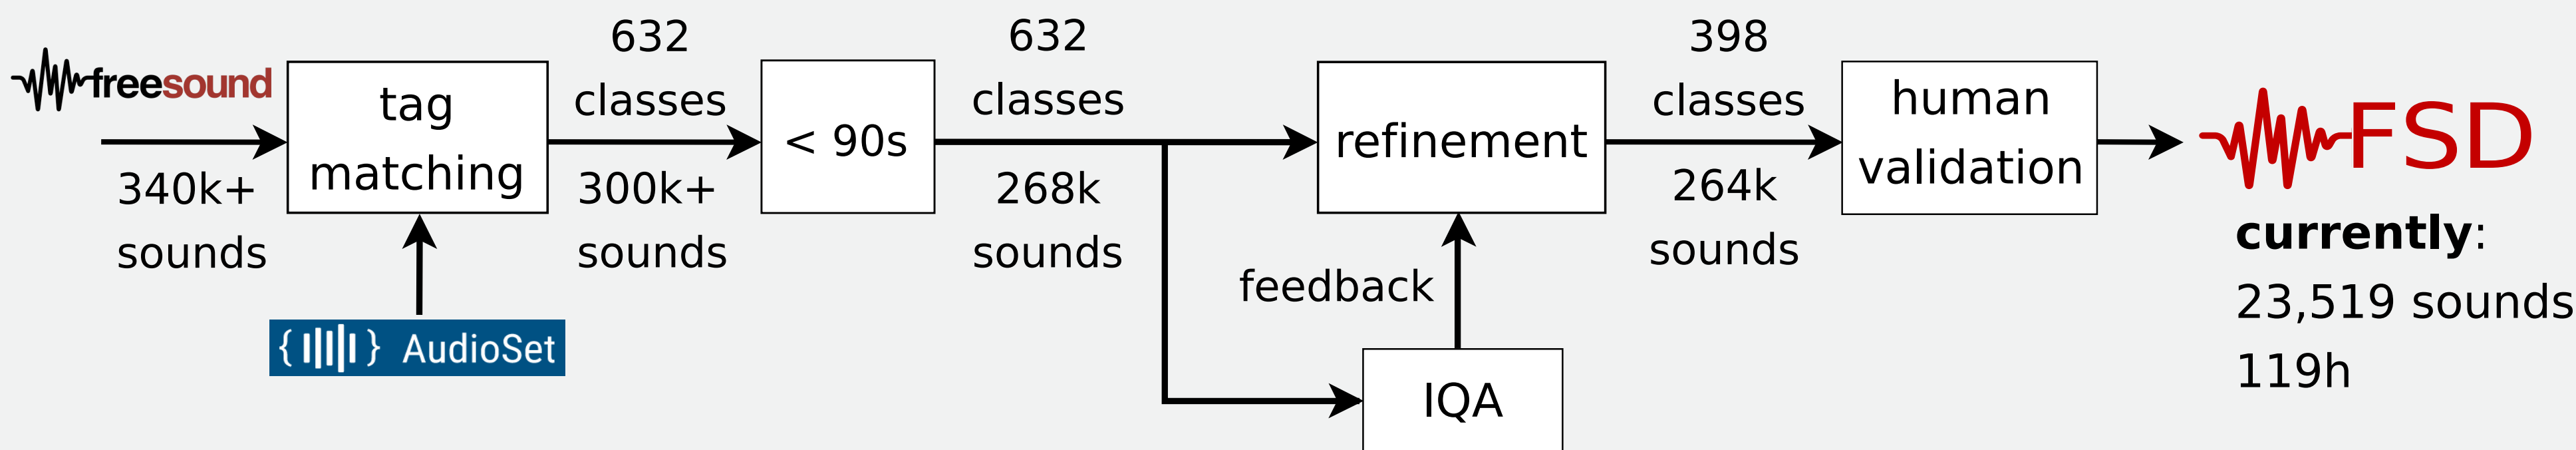 freesound
340k+
sounds
tag
matching
{ } AudioSet
632
classes
300k+
sounds
< 90s
632
classes
268k
sounds
refinement
feedback
IQA
398
classes
264k
sounds
human
validation
FSD
currently:
23,519 sounds
119h